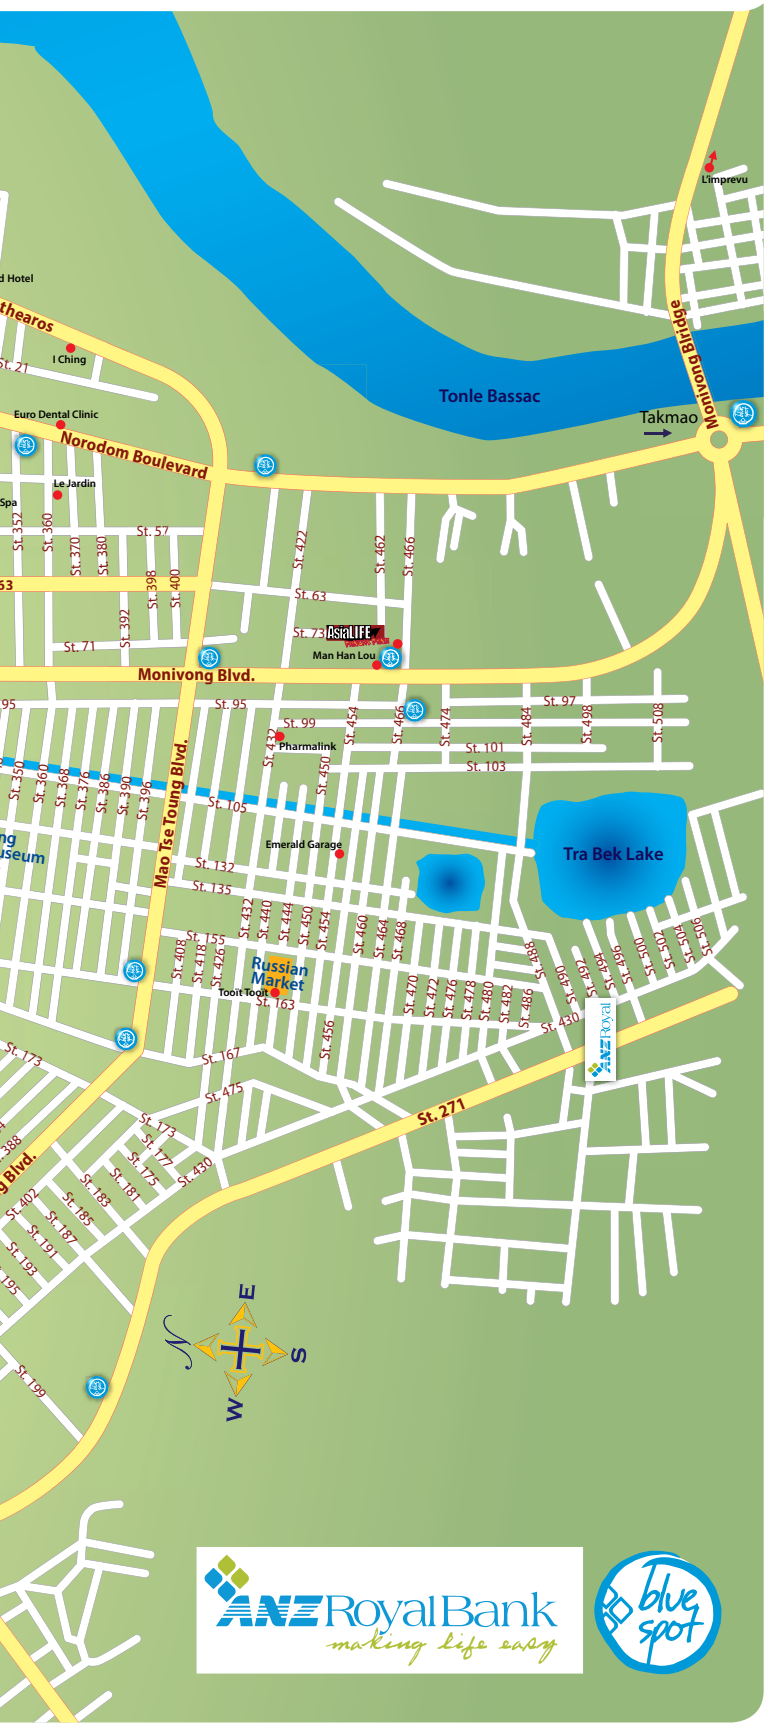 L'imprevu
d Hotel
thearos
I Ching
St. 21
Monivong Biridge
Tonle Bassac
Takmao
Euro Dental Clinic
Norodom Boulevard
Le Jardin
Spa
St. 352
St. 360
St. 370
St. 380
St. 57
St. 422
St. 462
St. 466
63
St. 392
St. 398
St. 400
St. 63
St. 73
AsiaLIFE
St. 71
Man Han Lou
Monivong Blvd.
95
St. 95
St. 97
St. 99
St. 432
Pharmalink
St. 454
St. 466
St. 474
St. 484
St. 498
St. 508
St. 101
St. 103
St. 450
St. 350
St. 360
St. 368
St. 376
St. 386
St. 390
St. 396
Mao Tse Toung Blvd.
St. 105
ng
useum
Emerald Garage
Tra Bek Lake
St. 132
St. 135
St. 155
St. 408
St. 418
St. 426
St. 432
St. 440
St. 444
St. 450
St. 454
St. 460
St. 464
St. 468
St. 488
St. 490
St. 492
St. 494
St. 496
St. 500
St. 502
St. 504
St. 506
Russian
Market
Tooit Tooit
St. 163
St. 470
St. 472
St. 476
St. 478
St. 480
St. 482
St. 486
St. 430
ANZ Royal
St. 456
St. 167
St. 173
St. 475
St. 271
St. 173
St. 177
St. 175
St. 181
St. 183
St. 185
St. 187
St. 191
St. 193
195
St. 430
388
g Blvd.
St. 402
St. 199
N
E
S
W
ANZ Royal Bank
making life easy
blue
spot